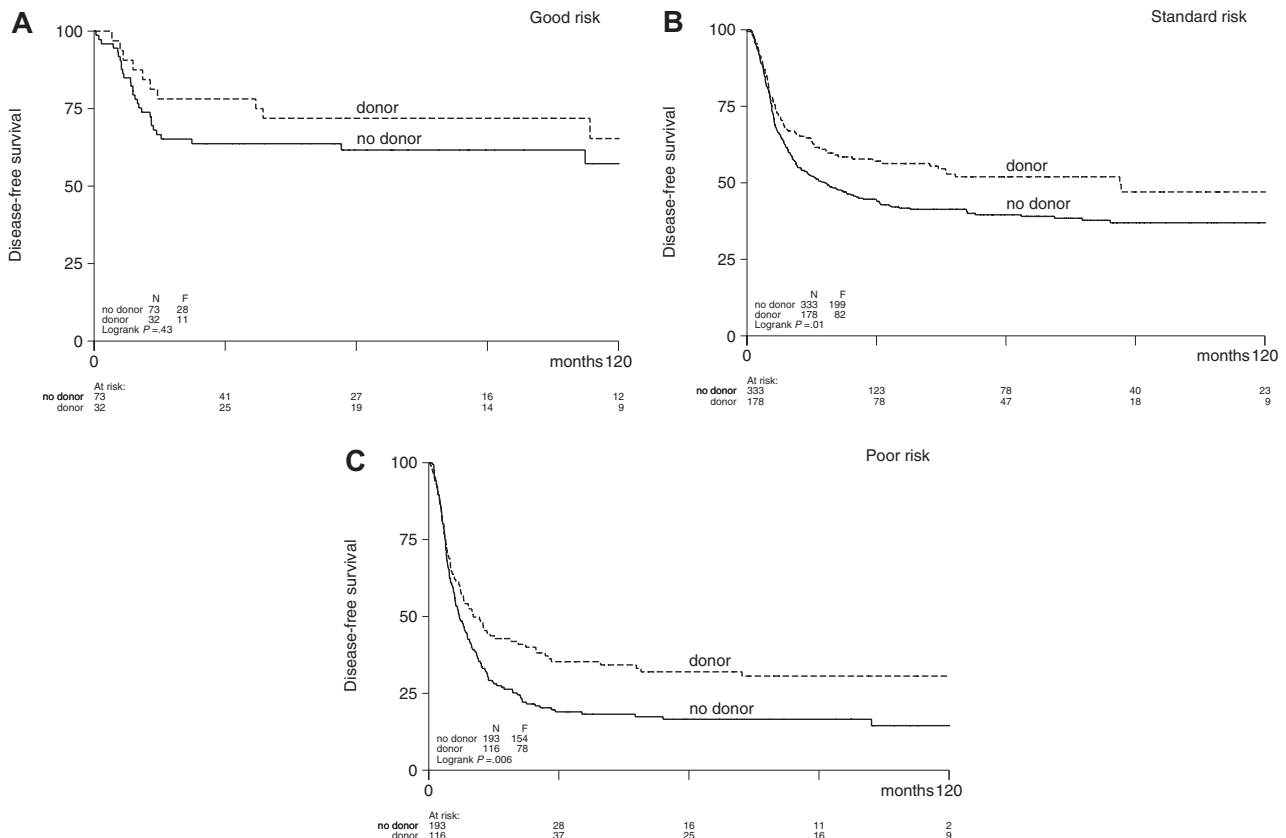 A
Good risk
100
75
50
25
0
Disease-free survival
donor
no donor
N F
no donor 73 28
donor 32 11
Logrank P =.43
0 months 120
At risk:
no donor 73 41 27 16 12
donor 32 25 19 14 9
B
Standard risk
100
75
50
25
0
Disease-free survival
donor
no donor
N F
no donor 333 199
donor 178 82
Logrank P =.01
0 months 120
At risk:
no donor 333 123 78 40 23
donor 178 78 47 18 9
C
Poor risk
100
75
50
25
0
Disease-free survival
donor
no donor
N F
no donor 193 154
donor 116 78
Logrank P =.006
0 months 120
At risk:
no donor 193 28 16 11 2
donor 116 37 25 16 9